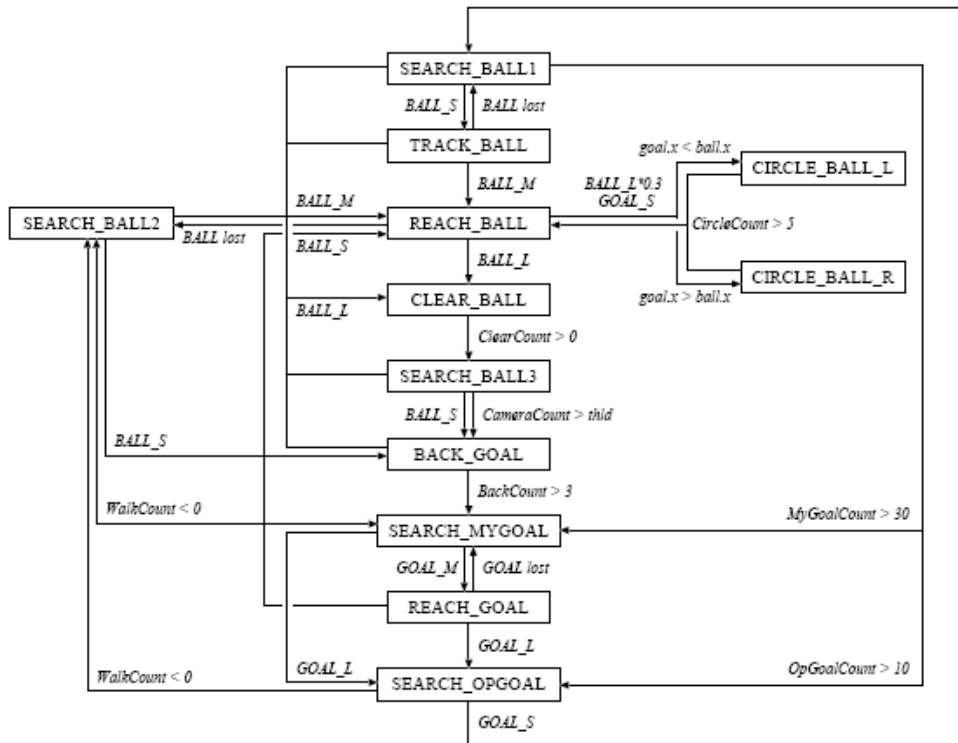 SEARCH_BALL1
BALL_S
BALL lost
TRACK_BALL
goal.x < ball.x
CIRCLE_BALL_L
BALL_M
BALL_L*0.3
GOAL_S
BALL_M
SEARCH_BALL2
REACH_BALL
CircleCount > 5
BALL lost
BALL_S
BALL_L
CIRCLE_BALL_R
goal.x > ball.x
CLEAR_BALL
BALL_L
ClearCount > 0
SEARCH_BALL3
BALL_S
CameraCount > thld
BALL_S
BACK_GOAL
BackCount > 3
WalkCount < 0
SEARCH_MYGOAL
MyGoalCount > 30
GOAL_M
GOAL lost
REACH_GOAL
GOAL_L
WalkCount < 0
GOAL_L
OpGoalCount > 10
SEARCH_OPGOAL
GOAL_S